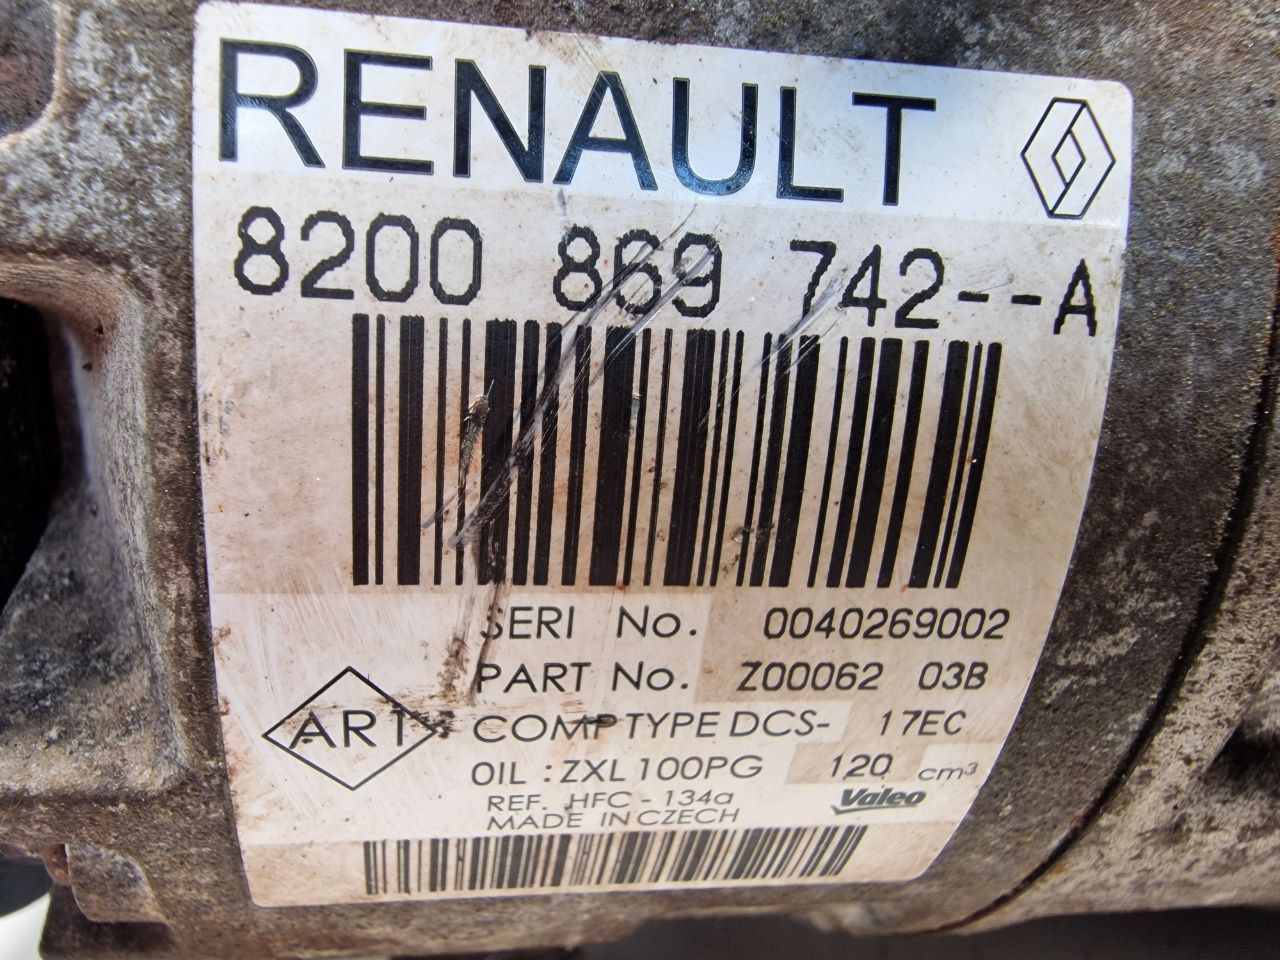 RENAULT
8200 869 742--A
SERI No. 0040269002
PART No. Z00062 03B
ART
COMP TYPE DCS- 17EC
OIL : ZXL 100PG 120 cm³
REF. HFC - 134a
Valeo
MADE IN CZECH